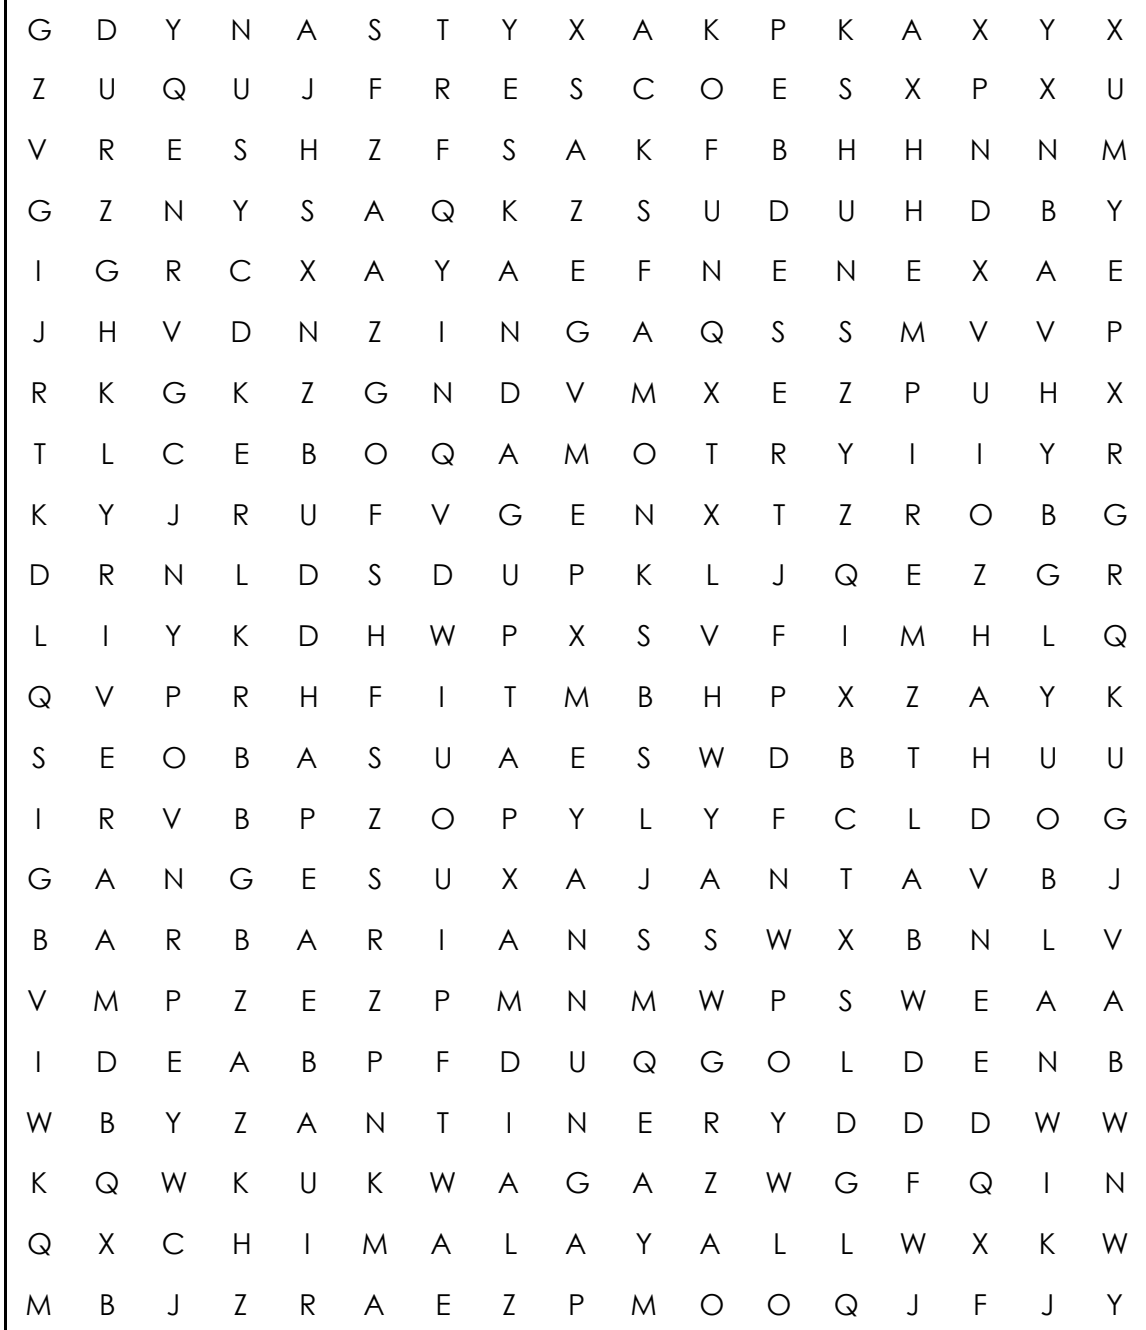 G D Y N A S T Y X A K P K A X Y X
Z U Q U J F R E S C O E S X P X U
V R E S H Z F S A K F B H H N N M
G Z N Y S A Q K Z S U D U H D B Y
I G R C X A Y A E F N E N E X A E
J H V D N Z I N G A Q S S M V V P
R K G K Z G N D V M X E Z P U H X
T L C E B O Q A M O T R Y I I Y R
K Y J R U F V G E N X T Z R O B G
D R N L D S D U P K L J Q E Z G R
L I Y K D H W P X S V F I M H L Q
Q V P R H F I T M B H P X Z A Y K
S E O B A S U A E S W D B T H U U
I R V B P Z O P Y L Y F C L D O G
G A N G E S U X A J A N T A V B J
B A R B A R I A N S S W X B N L V
V M P Z E Z P M N M W P S W E A A
I D E A B P F D U Q G O L D E N B
W B Y Z A N T I N E R Y D D D W W
K Q W K U K W A G A Z W G F Q I N
Q X C H I M A L A Y A L L W X K W
M B J Z R A E Z P M O O Q J F J Y